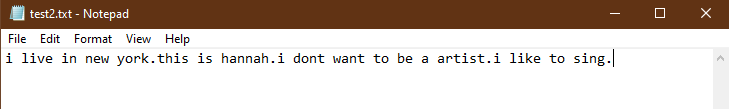 test2.txt - Notepad
File Edit Format View Help
i live in new york.this is hannah.i dont want to be a artist.i like to sing.